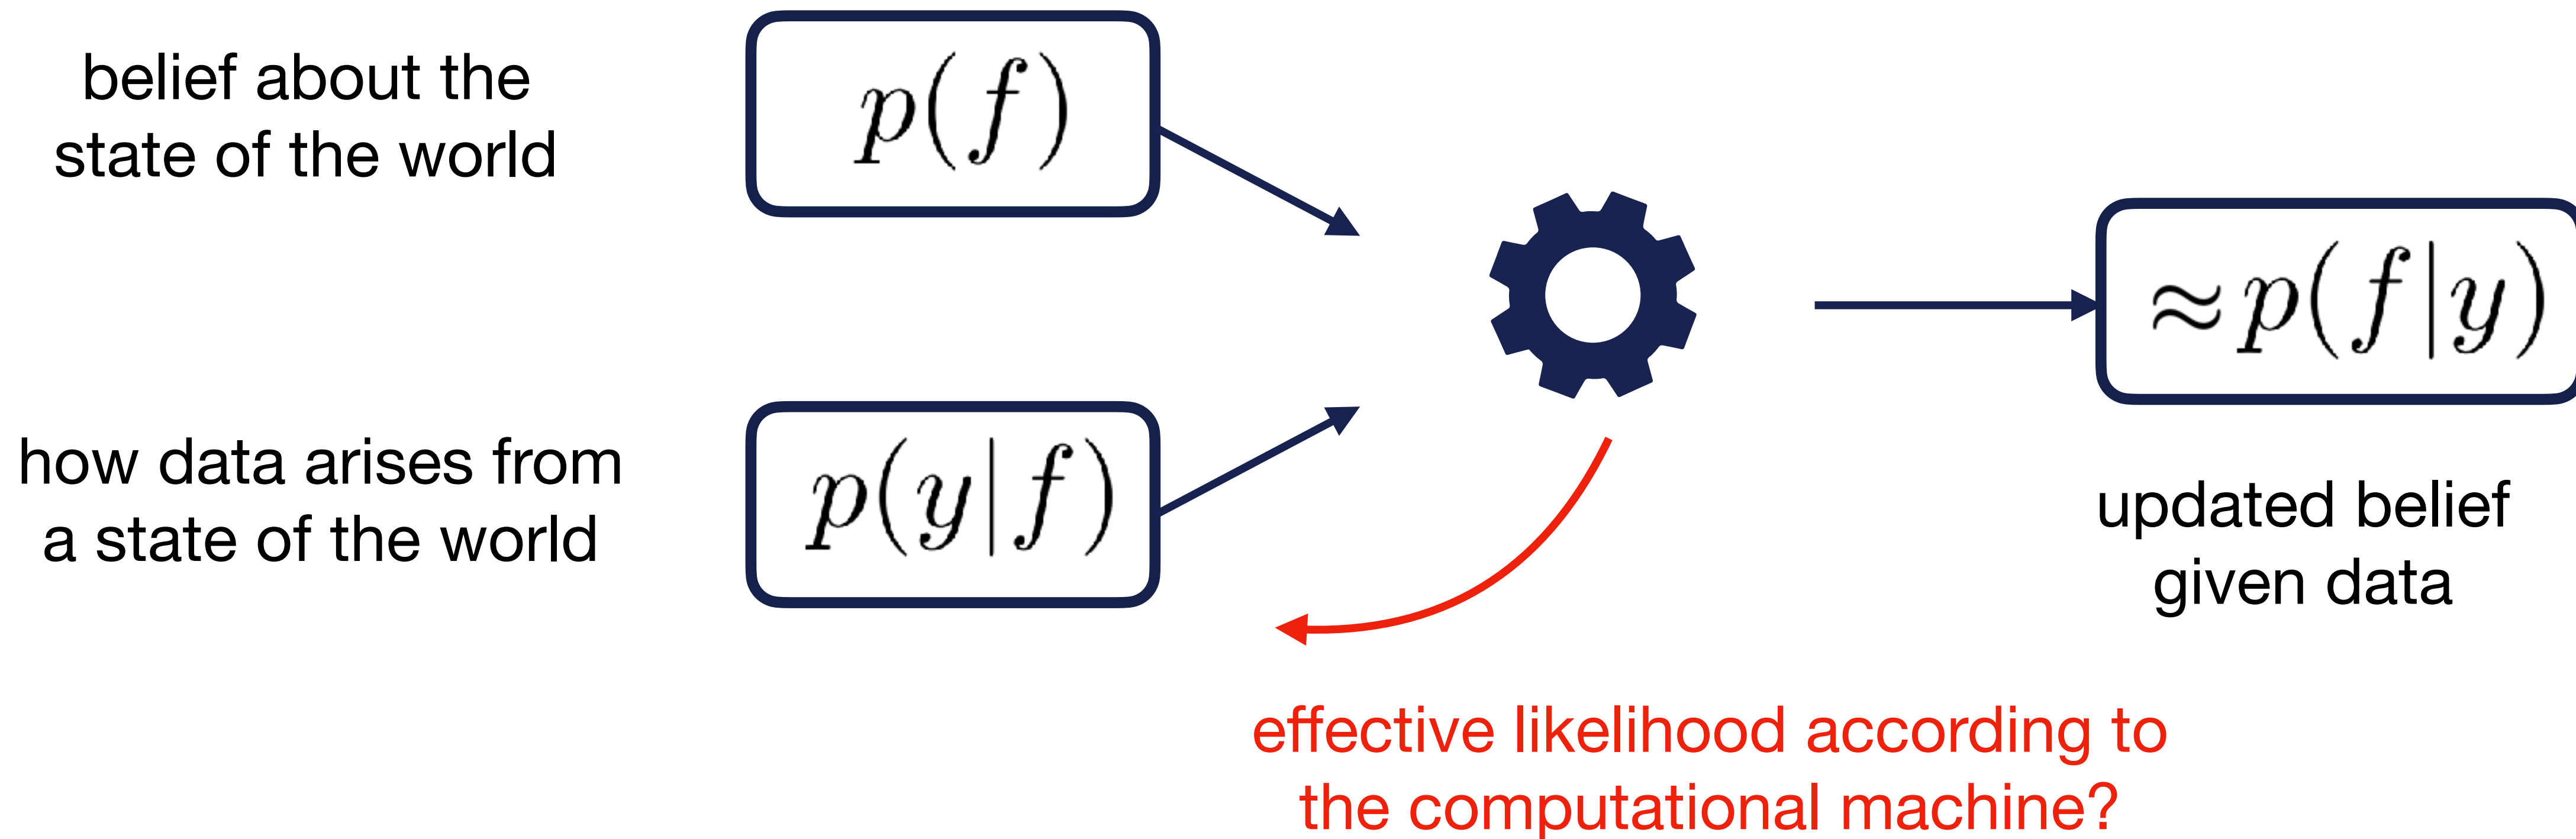 belief about the
state of the world
p(f)
how data arises from
a state of the world
p(y|f)
≈p(f|y)
updated belief
given data
effective likelihood according to
the computational machine?